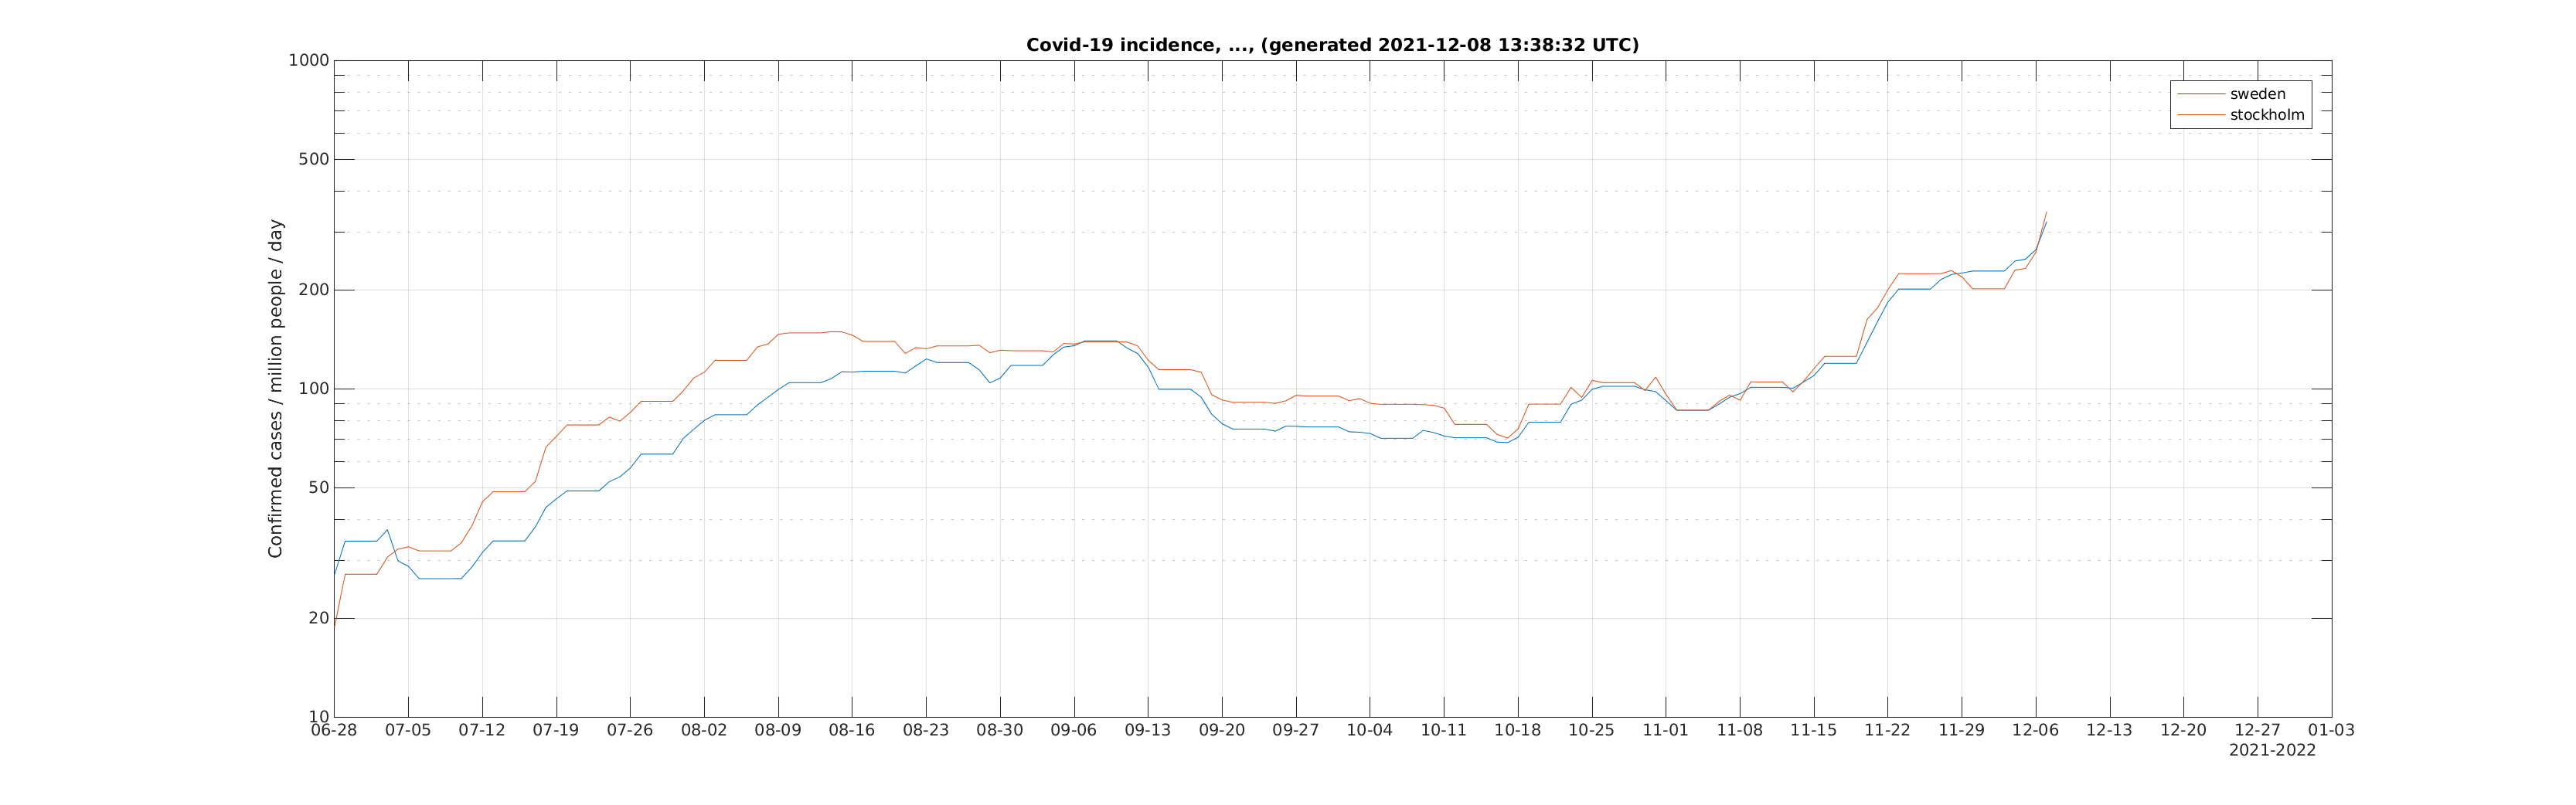 Covid-19 incidence, ..., (generated 2021-12-08 13:38:32 UTC)
1000
500
200
100
50
20
10
Confirmed cases / million people / day
sweden
stockholm
06-28 07-05 07-12 07-19 07-26 08-02 08-09 08-16 08-23 08-30 09-06 09-13 09-20 09-27 10-04 10-11 10-18 10-25 11-01 11-08 11-15 11-22 11-29 12-06 12-13 12-20 12-27 01-03
2021-2022